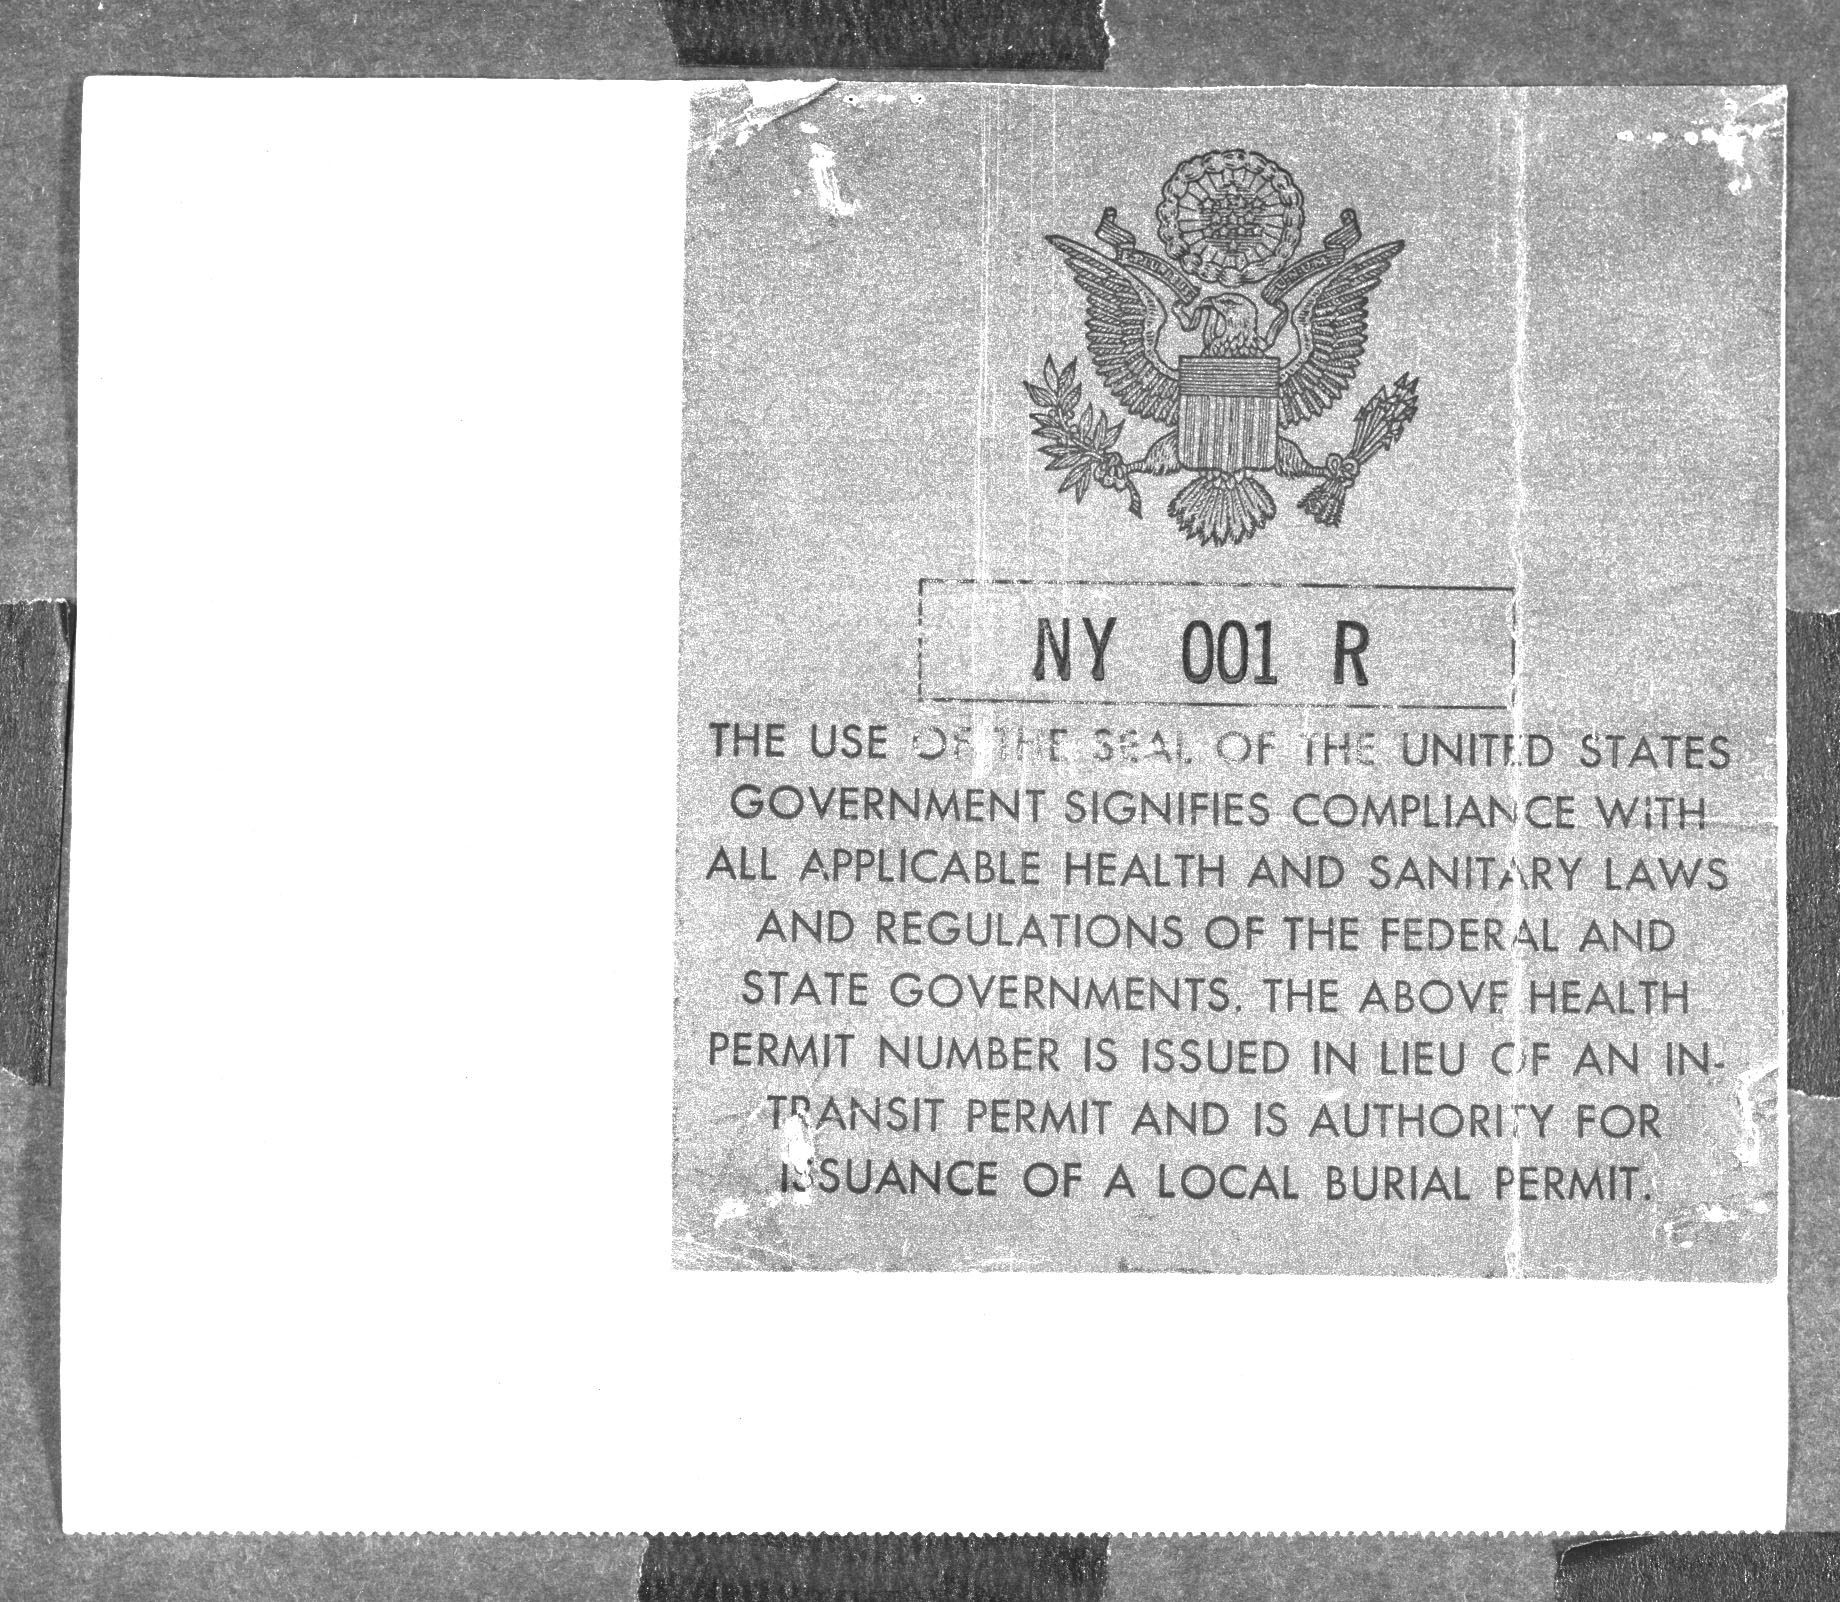 NY 001 R
THE USE OF THE SEAL OF THE UNITED STATES
GOVERNMENT SIGNIFIES COMPLIANCE WITH
ALL APPLICABLE HEALTH AND SANITARY LAWS
AND REGULATIONS OF THE FEDERAL AND
STATE GOVERNMENTS. THE ABOVE HEALTH
PERMIT NUMBER IS ISSUED IN LIEU OF AN IN-
TRANSIT PERMIT AND IS AUTHORITY FOR
ISSUANCE OF A LOCAL BURIAL PERMIT.